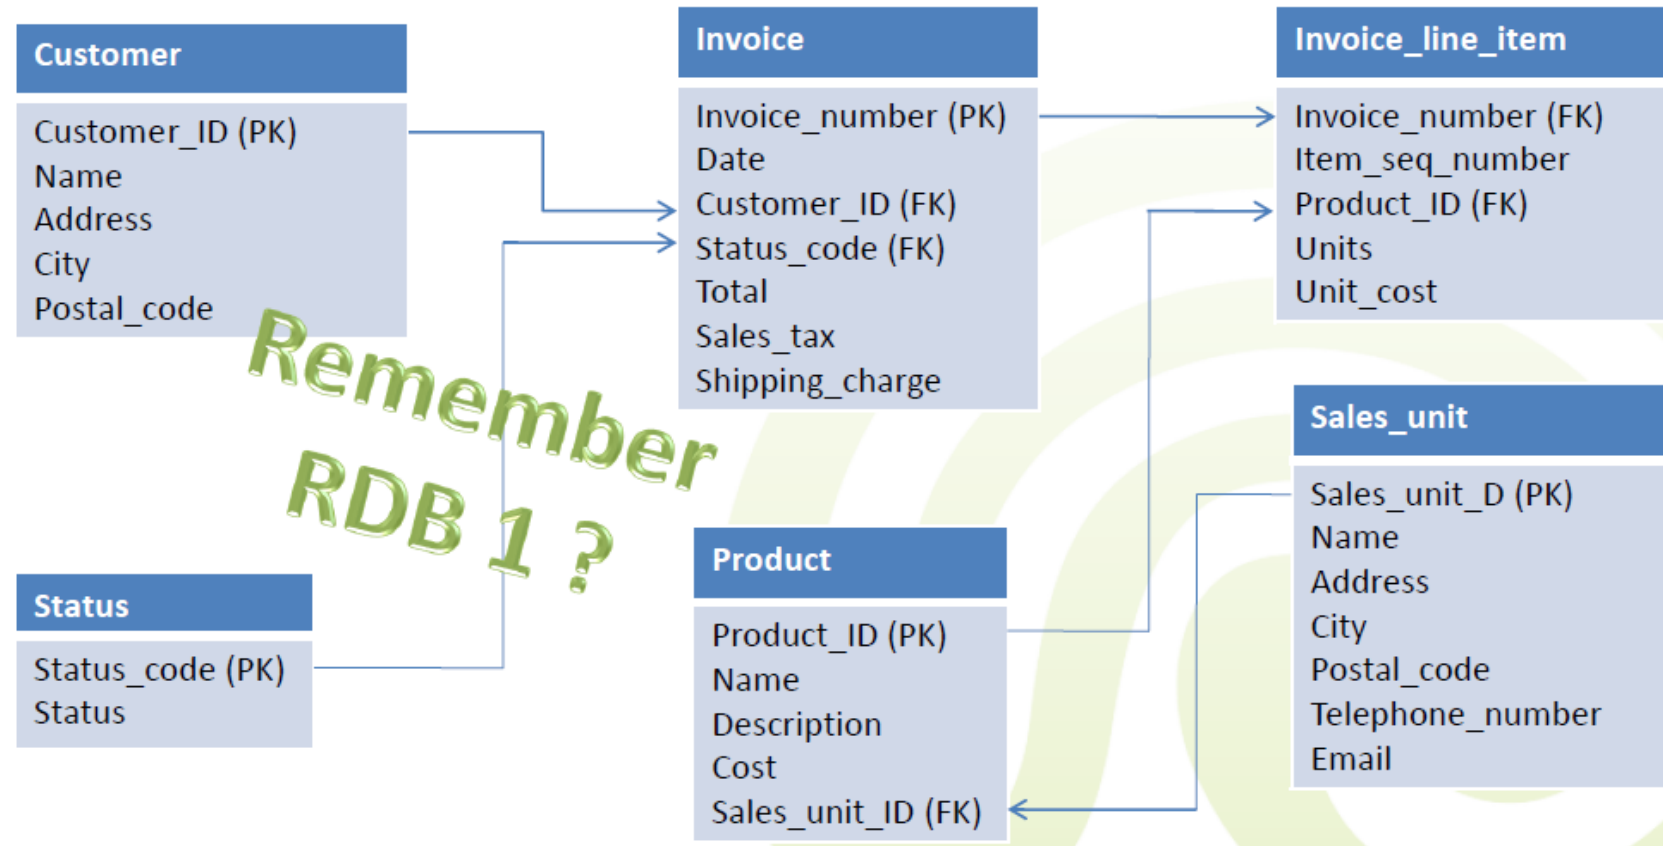 Customer
Customer_ID (PK)
Name
Address
City
Postal_code
Invoice
Invoice_number (PK)
Date
Customer_ID (FK)
Status_code (FK)
Total
Sales_tax
Shipping_charge
Invoice_line_item
Invoice_number (FK)
Item_seq_number
Product_ID (FK)
Units
Unit_cost
Remember
RDB 1 ?
Status
Status_code (PK)
Status
Product
Product_ID (PK)
Name
Description
Cost
Sales_unit_ID (FK)
Sales_unit
Sales_unit_D (PK)
Name
Address
City
Postal_code
Telephone_number
Email